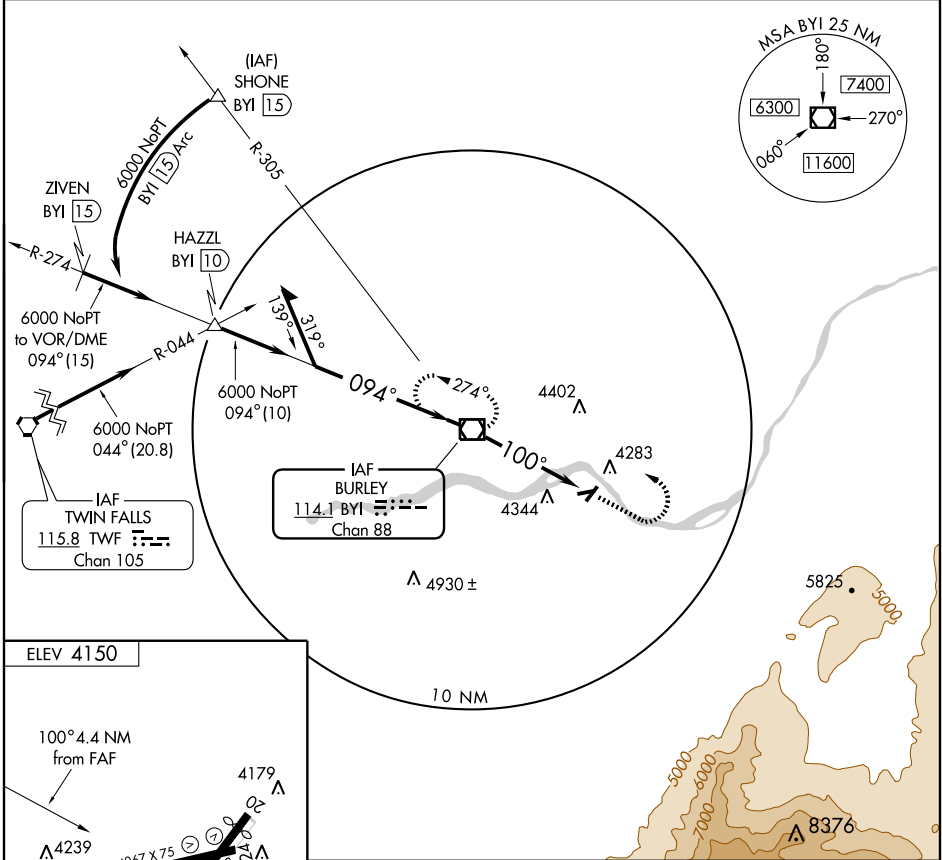 (IAF)
SHONE
BYI 15
R-305
6000 NoPT
BYI 15 Arc
ZIVEN
BYI 15
R-274
HAZZL
BYI 10
6000 NoPT
to VOR/DME
094° (15)
R-044
139°
319°
6000 NoPT
094° (10)
6000 NoPT
044° (20.8)
094°
274°
100°
4402
4283
4344
4930 ±
IAF
BURLEY
114.1 BYI
Chan 88
IAF
TWIN FALLS
115.8 TWF
Chan 105
MSA BYI 25 NM
180°
7400
6300
270°
060°
11600
10 NM
5825
5000
5000
6000
7000
8376
ELEV 4150
100° 4.4 NM
from FAF
4179
20
4239
X 75